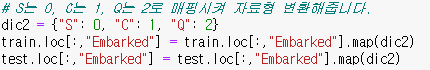 # S는 0, C는 1, Q는 2로 매핑시켜 자료형 변환해줍니다.
dic2 = {"S": 0, "C": 1, "Q": 2}
train.loc[:,"Embarked"] = train.loc[:,"Embarked"].map(dic2)
test.loc[:,"Embarked"] = test.loc[:,"Embarked"].map(dic2)